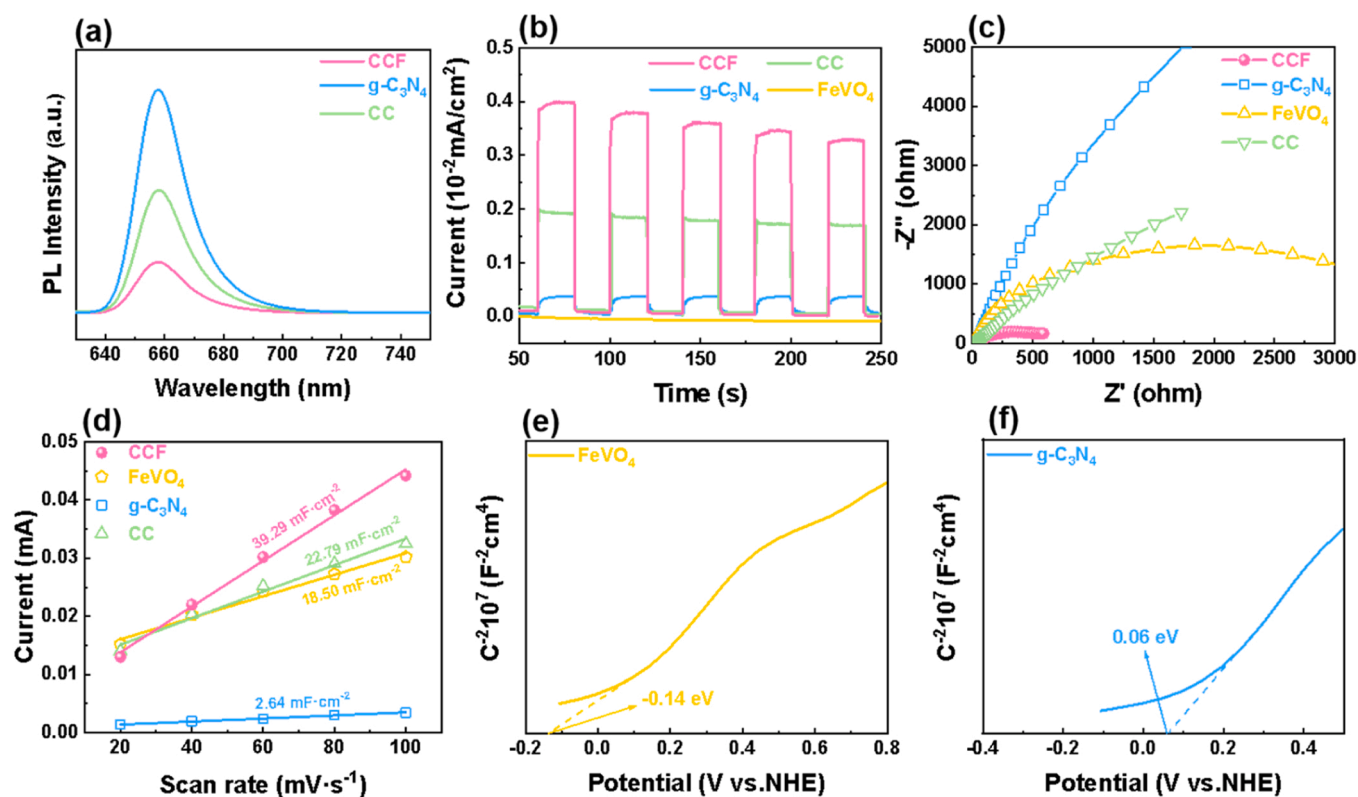 (a)
CCF
g-C₃N₄
CC
PL Intensity (a.u.)
640 660 680 700 720 740
Wavelength (nm)
(b)
CCF CC
g-C₃N₄ FeVO₄
0.5
0.4
0.3
0.2
0.1
0.0
Current (10⁻²mA/cm²)
50 100 150 200 250
Time (s)
(c)
CCF
g-C₃N₄
FeVO₄
CC
5000
4000
3000
2000
1000
0
-Z" (ohm)
0 500 1000 1500 2000 2500 3000
Z' (ohm)
(d)
CCF
FeVO₄
g-C₃N₄
CC
39.29 mF·cm⁻²
22.79 mF·cm⁻²
18.50 mF·cm⁻²
2.64 mF·cm⁻²
0.05
0.04
0.03
0.02
0.01
0.00
Current (mA)
20 40 60 80 100
Scan rate (mV·s⁻¹)
(e)
FeVO₄
C⁻²10⁷ (F⁻²cm⁴)
-0.14 eV
-0.2 0.0 0.2 0.4 0.6 0.8
Potential (V vs.NHE)
(f)
g-C₃N₄
C⁻²10⁷ (F⁻²cm⁴)
0.06 eV
-0.4 -0.2 0.0 0.2 0.4
Potential (V vs.NHE)